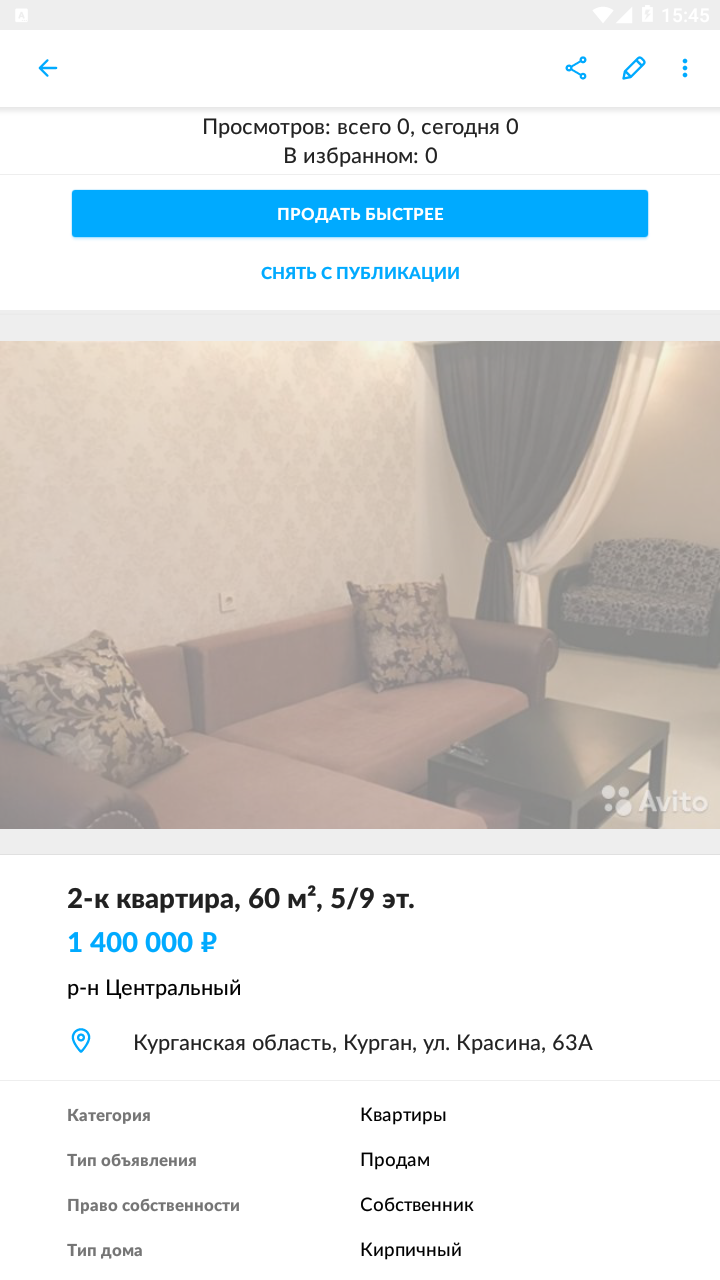 15:45
Просмотров: всего 0, сегодня 0
В избранном: 0
ПРОДАТЬ БЫСТРЕЕ
СНЯТЬ С ПУБЛИКАЦИИ
Avito
2-к квартира, 60 м², 5/9 эт.
1 400 000 ₽
р-н Центральный
Курганская область, Курган, ул. Красина, 63А
Категория Квартиры
Тип объявления Продам
Право собственности Собственник
Тип дома Кирпичный